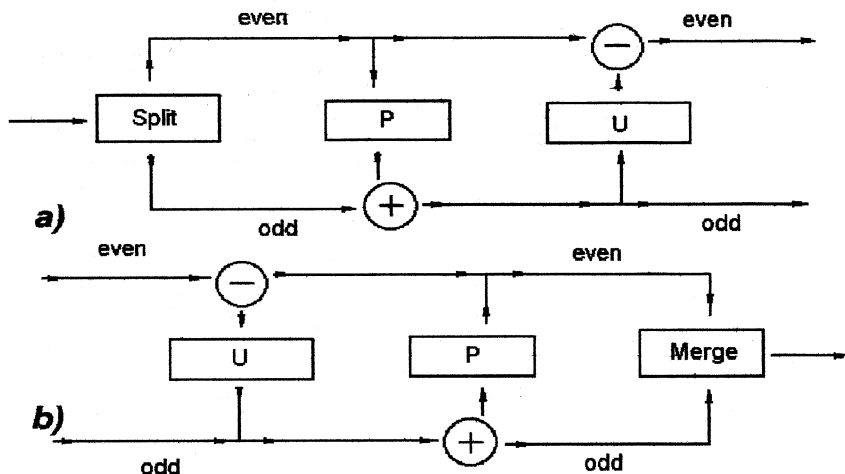 even
even
−
Split
P
U
+
a)
odd
odd
even
even
−
U
P
Merge
b)
+
odd
odd